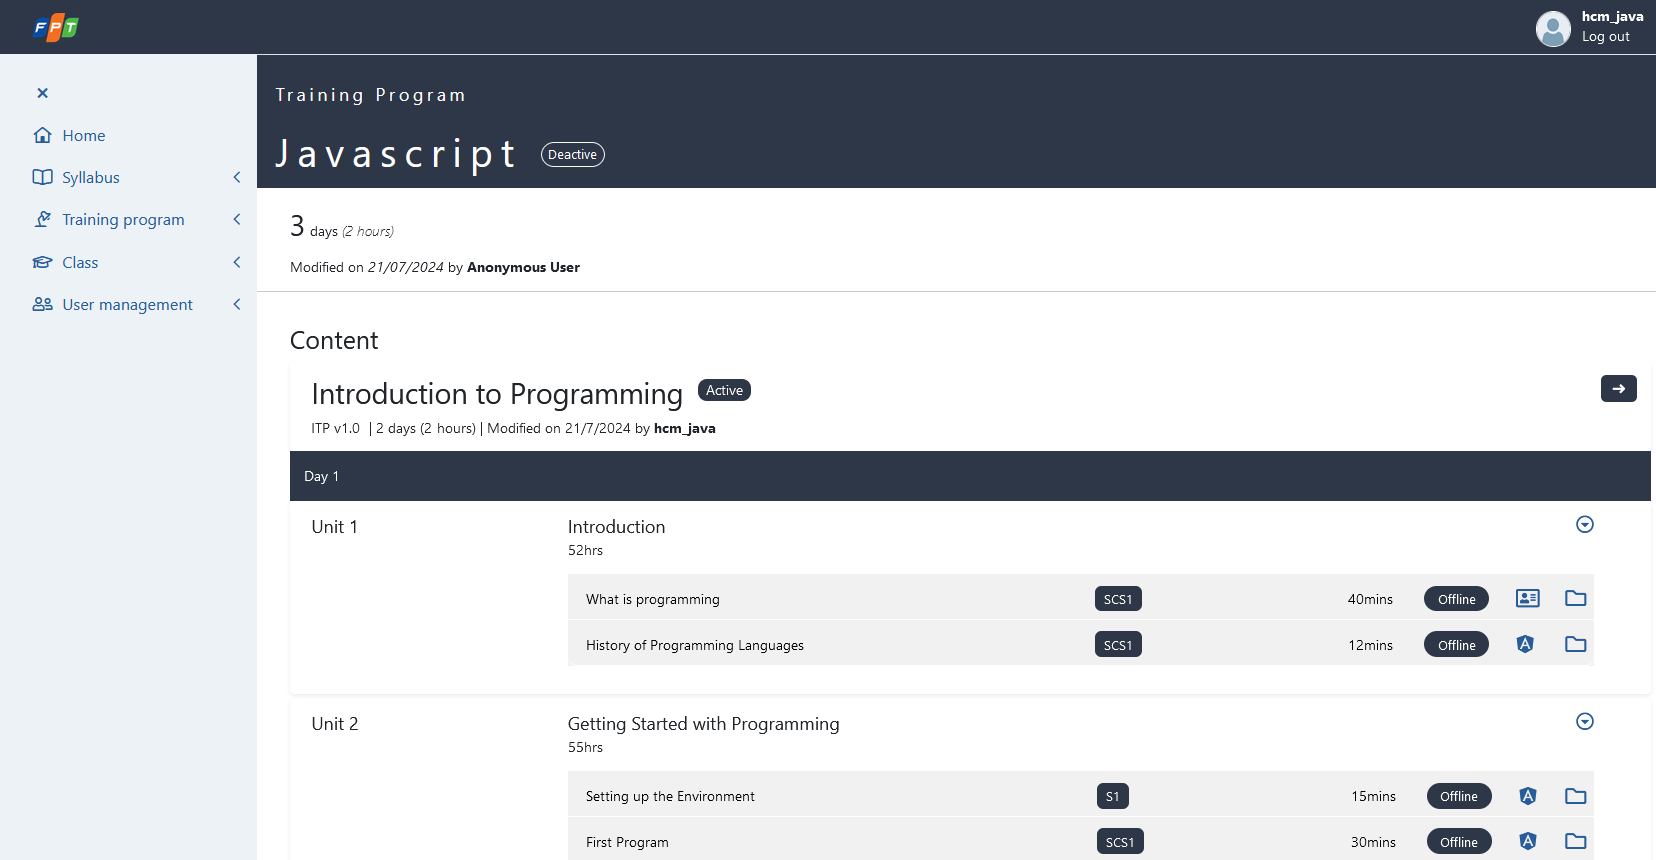 FPT
hcm_java
Log out
Home
Syllabus
Training program
Class
User management
Training Program
Javascript Deactive
3 days (2 hours)
Modified on 21/07/2024 by Anonymous User
Content
Introduction to Programming Active
ITP v1.0 | 2 days (2 hours) | Modified on 21/7/2024 by hcm_java
Day 1
Unit 1 Introduction
52hrs
What is programming SCS1 40mins Offline
History of Programming Languages SCS1 12mins Offline
Unit 2 Getting Started with Programming
55hrs
Setting up the Environment S1 15mins Offline
First Program SCS1 30mins Offline